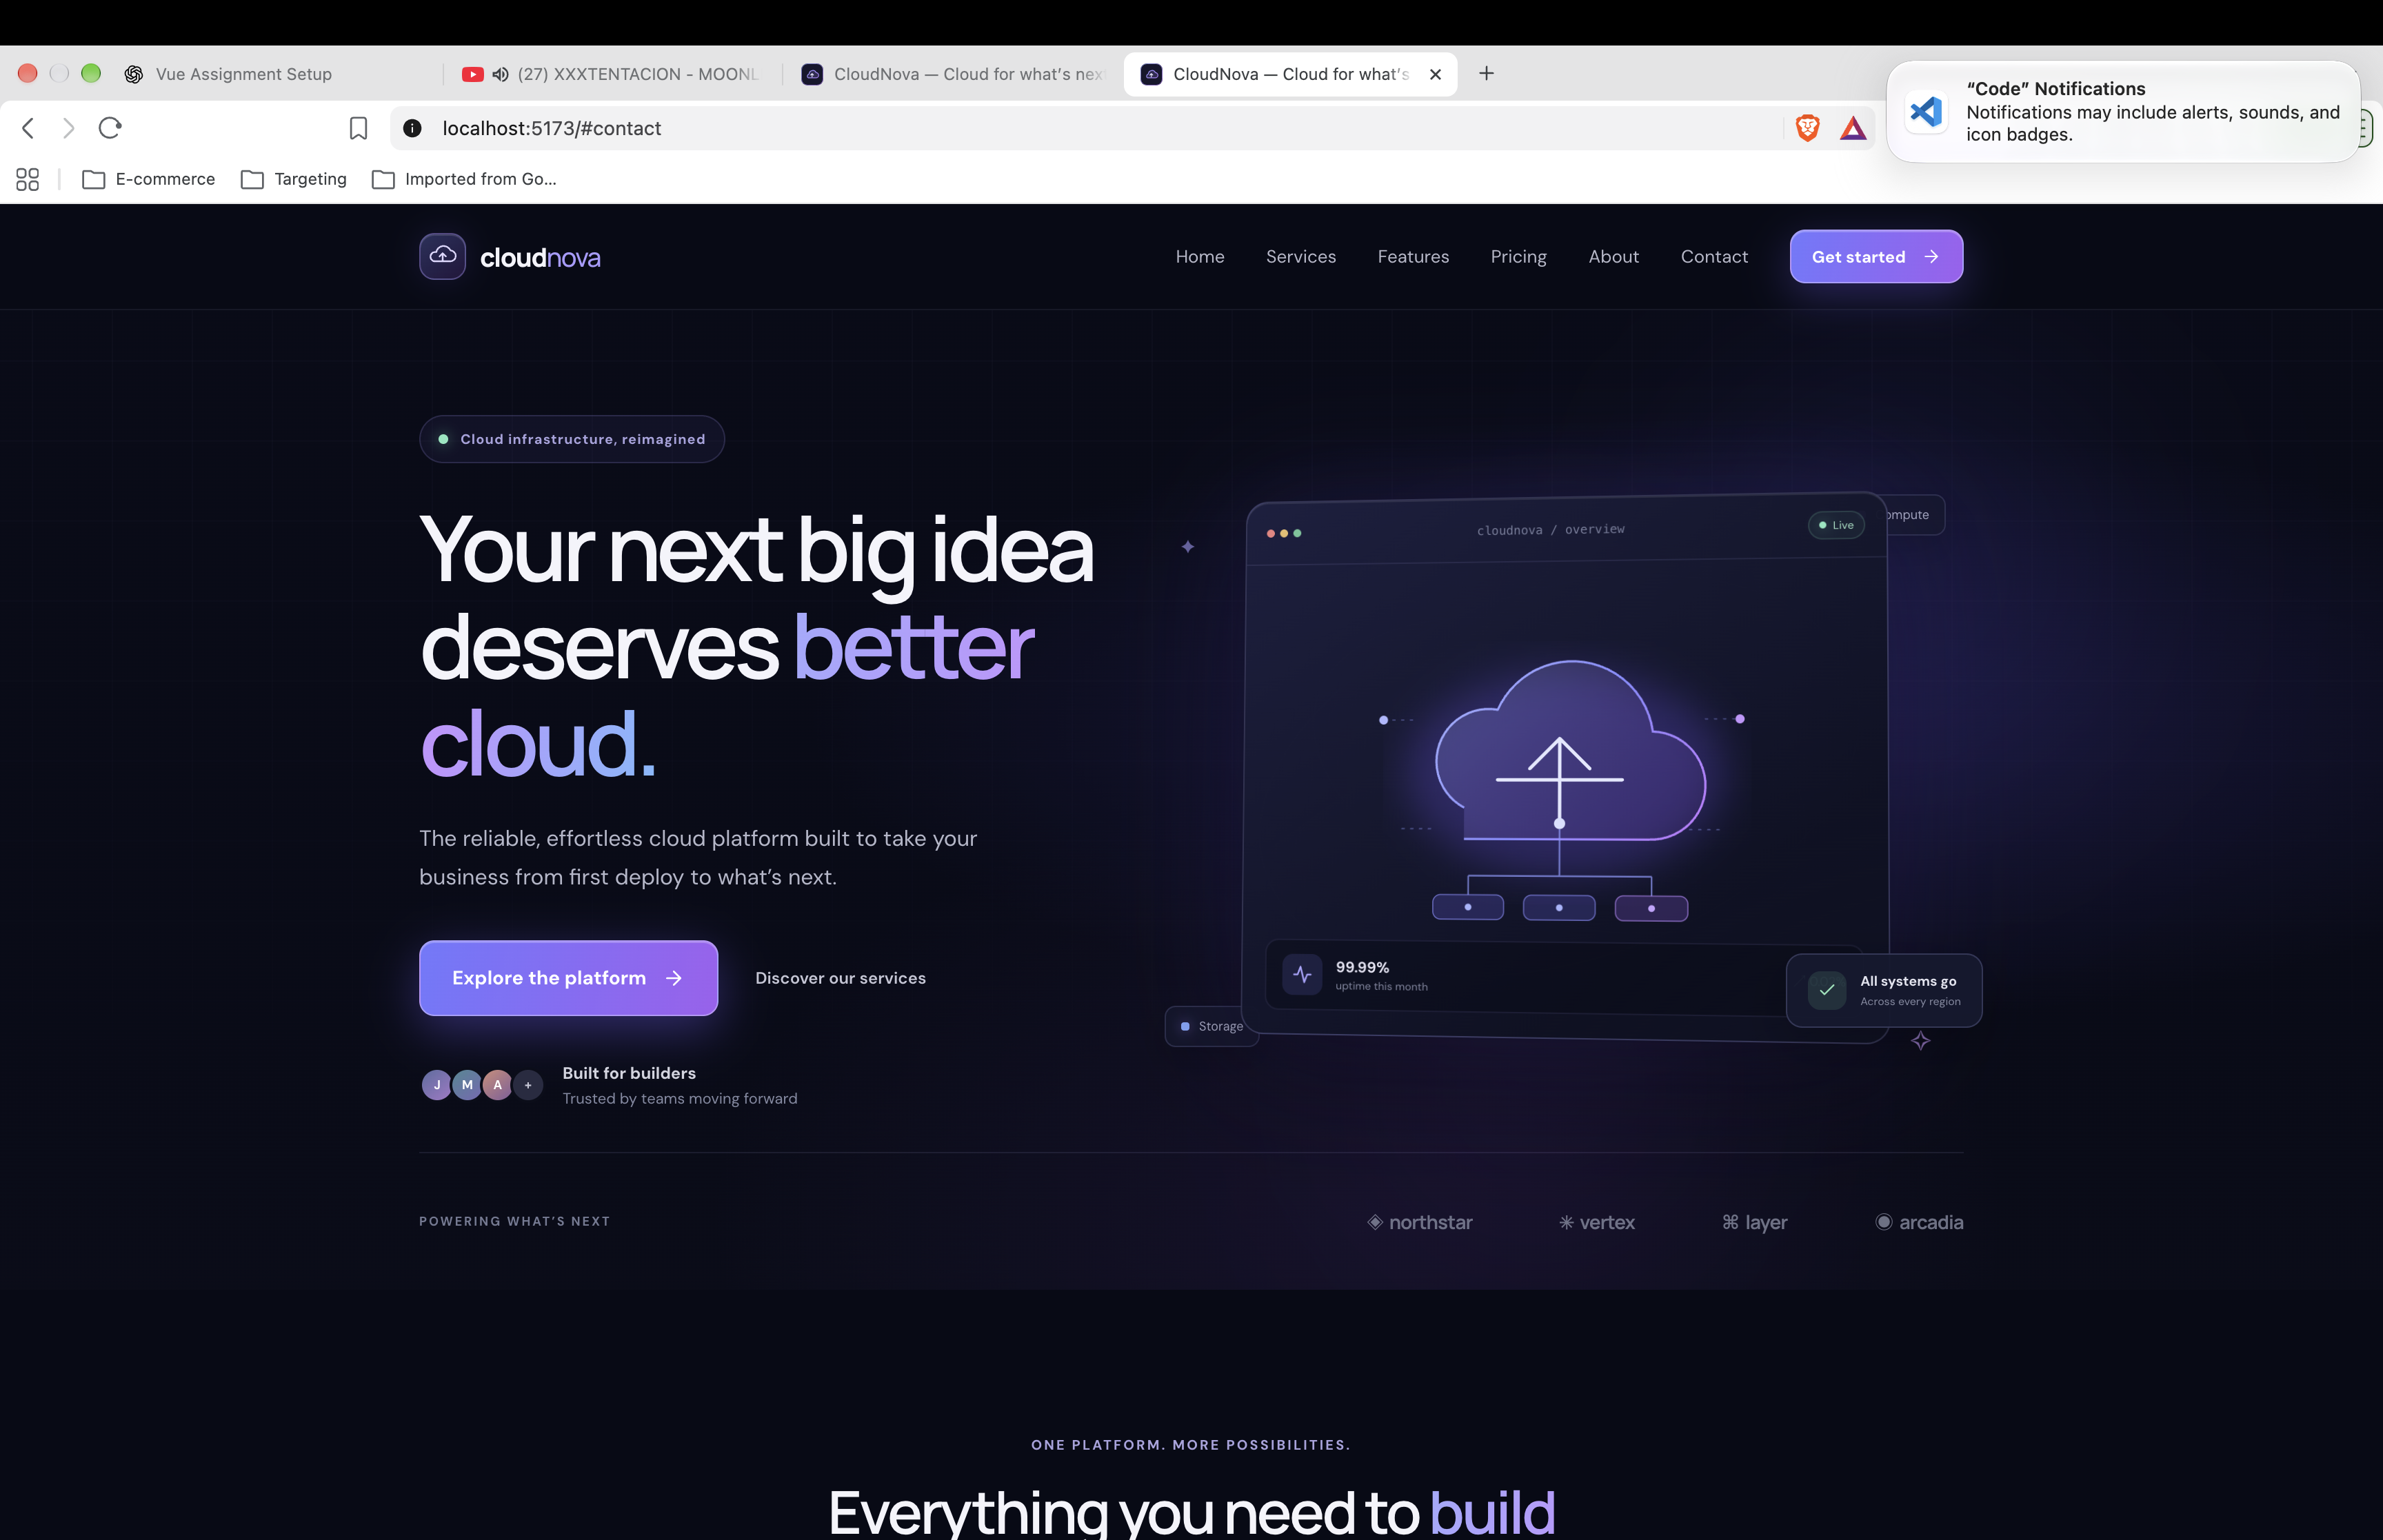 Vue Assignment Setup
(27) XXXTENTACION - MOONL
CloudNova — Cloud for what's nex
CloudNova — Cloud for what's
"Code" Notifications
Notifications may include alerts, sounds, and
icon badges.
localhost:5173/#contact
E-commerce
Targeting
Imported from Go...
cloudnova
Home
Services
Features
Pricing
About
Contact
Get started
Cloud infrastructure, reimagined
Your next big idea
deserves better
cloud.
The reliable, effortless cloud platform built to take your
business from first deploy to what's next.
Explore the platform
Discover our services
J M A +
Built for builders
Trusted by teams moving forward
cloudnova / overview
Live
ompute
99.99%
uptime this month
All systems go
Across every region
Storage
POWERING WHAT'S NEXT
northstar
vertex
⌘ layer
arcadia
ONE PLATFORM. MORE POSSIBILITIES.
Everything you need to build